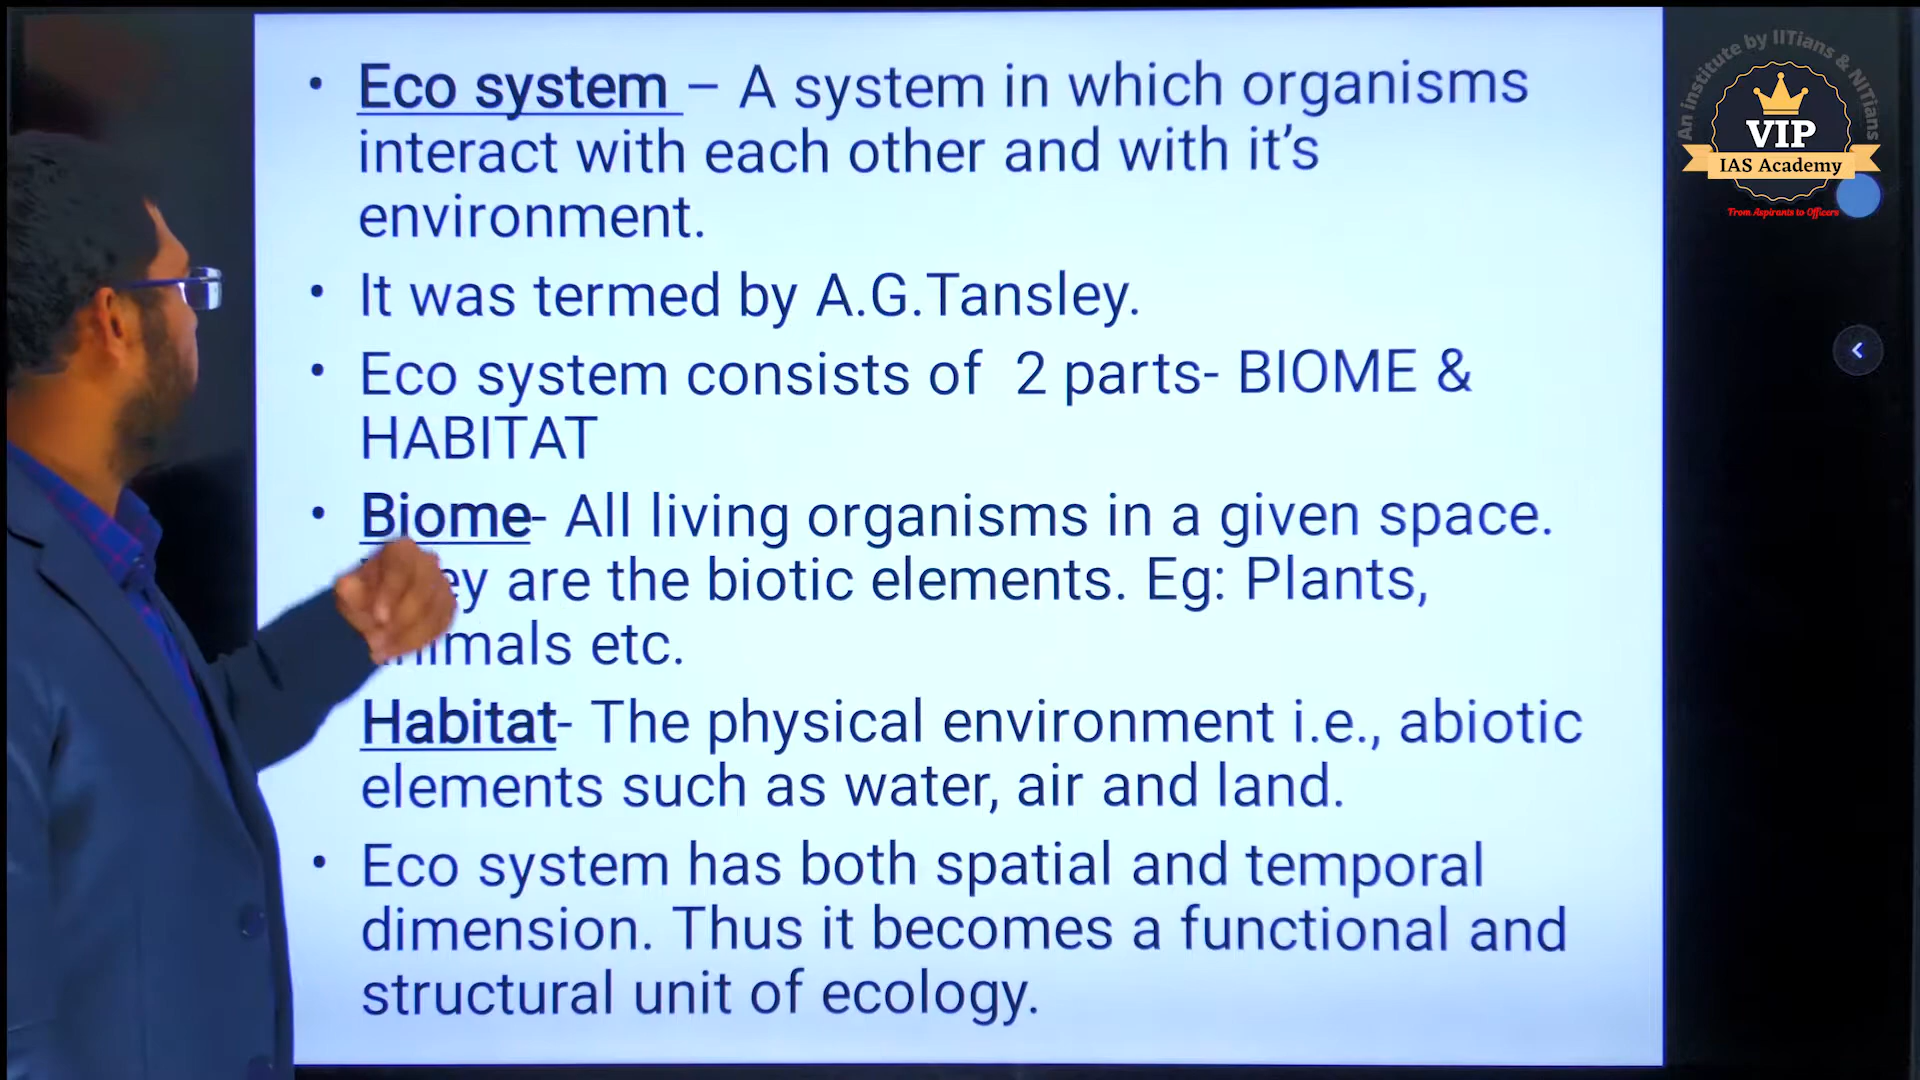 • Eco system – A system in which organisms
interact with each other and with it’s
environment.
• It was termed by A.G.Tansley.
• Eco system consists of 2 parts- BIOME &
HABITAT
• Biome- All living organisms in a given space.
are the biotic elements. Eg: Plants,
etc.
Habitat- The physical environment i.e., abiotic
elements such as water, air and land.
• Eco system has both spatial and temporal
dimension. Thus it becomes a functional and
structural unit of ecology.
An institute by IITians & NITians
VIP
IAS Academy
From Aspirants to Officers